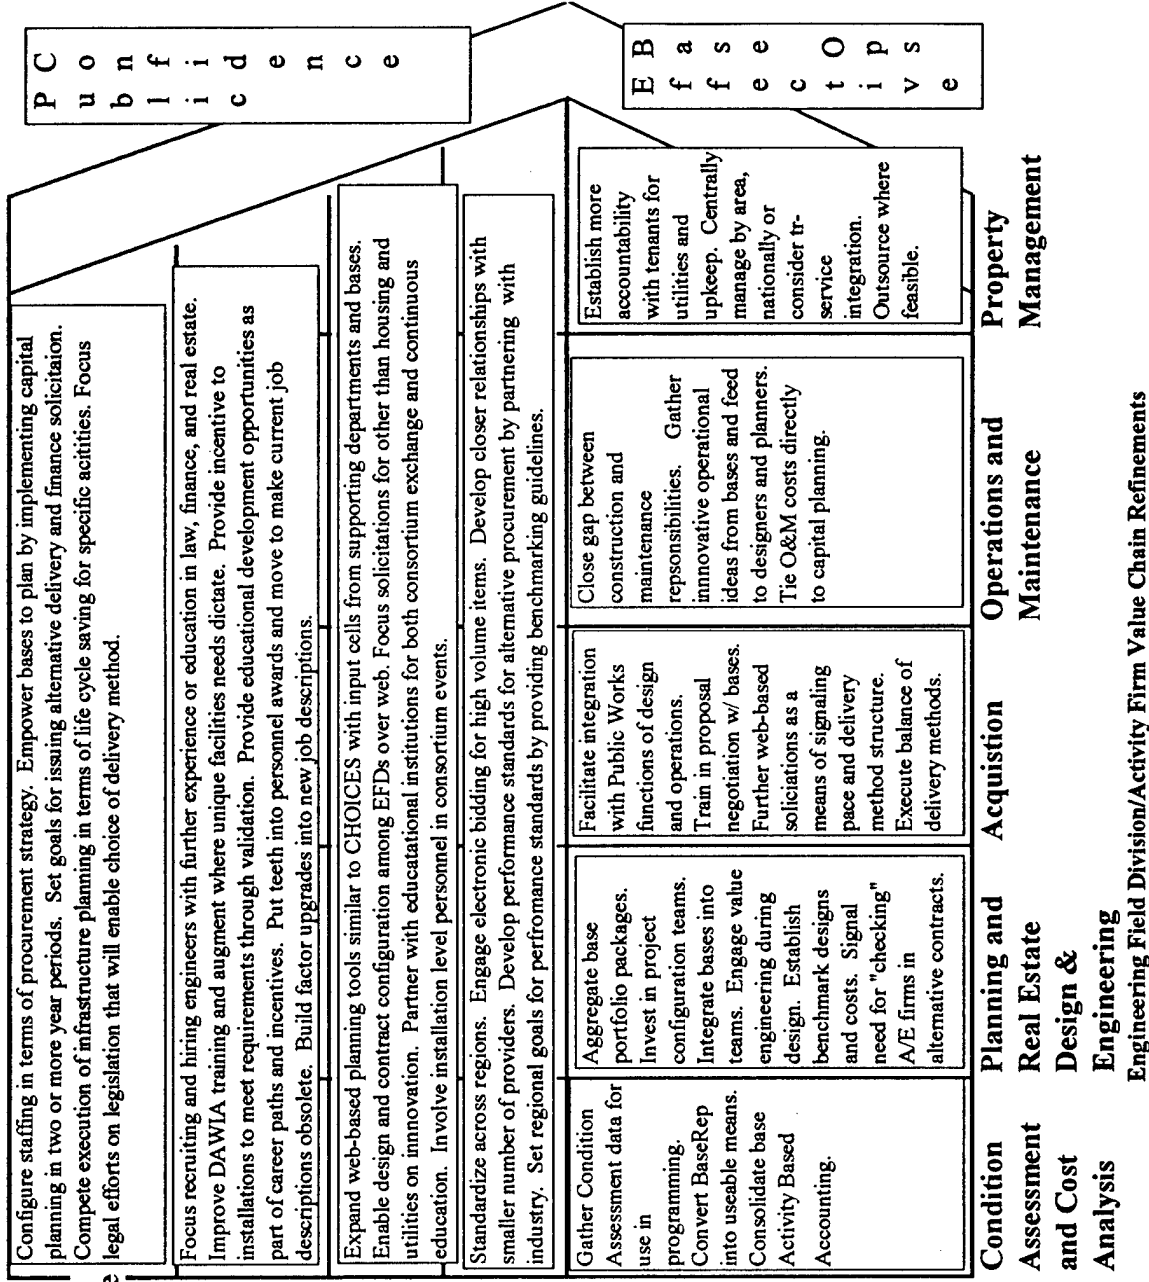 Configure staffing in terms of procurement strategy. Empower bases to plan by implementing capital
planning in two or more year periods. Set goals for issuing alternative delivery and finance solicitaion.
Compete execution of infrastructure planning in terms of life cycle saving for specific acitities. Focus
legal efforts on legislation that will enable choice of delivery method.
Focus recruiting and hiring engineers with further experience or education in law, finance, and real estate.
Improve DAWIA training and augment where unique facilities needs dictate. Provide incentive to
installations to meet requirements through validation. Provide educational development opportunities as
part of career paths and incentives. Put teeth into personnel awards and move to make current job
descriptions obsolete. Build factor upgrades into new job descriptions.
Expand web-based planning tools similar to CHOICES with input cells from supporting departments and bases.
Enable design and contract configuration among EFDs over web. Focus solicitations for other than housing and
utilities on innnovation. Partner with educatational institutions for both consortium exchange and continuous
education. Involve installation level personnel in consortium events.
Standardize across regions. Engage electronic bidding for high volume items. Develop closer relationships with
smaller number of providers. Develop performance standards for alternative procurement by partnering with
industry. Set regional goals for perfromance standards by providing benchmarking guidelines.
Gather Condition
Assessment data for
use in
programming.
Convert BaseRep
into useable means.
Consolidate base
Activity Based
Accounting.
Aggregate base
portfolio packages.
Invest in project
configuration teams.
Integrate bases into
teams. Engage value
engineering during
design. Establish
benchmark designs
and costs. Signal
need for "checking"
A/E firms in
alternative contracts.
Facilitate integration
with Public Works
functions of design
and operations.
Train in proposal
negotiation w/ bases.
Further web-based
soliciations as a
means of signaling
pace and delivery
method structure.
Execute balance of
delivery methods.
Close gap between
construction and
maintenance
repsonsibilities. Gather
innovative operational
ideas from bases and feed
to designers and planners.
Tie O&M costs directly
to capital planning.
Establish more
accountability
with tenants for
utilities and
upkeep. Centrally
manage by area,
nationally or
consider tr-
service
integration.
Outsource where
feasible.
Public
Confidence
Effective
Base Ops
Condition
Assessment
and Cost
Analysis
Planning and
Real Estate
Design &
Engineering
Acquistion
Operations and
Maintenance
Property
Management
Engineering Field Division/Activity Firm Value Chain Refinements